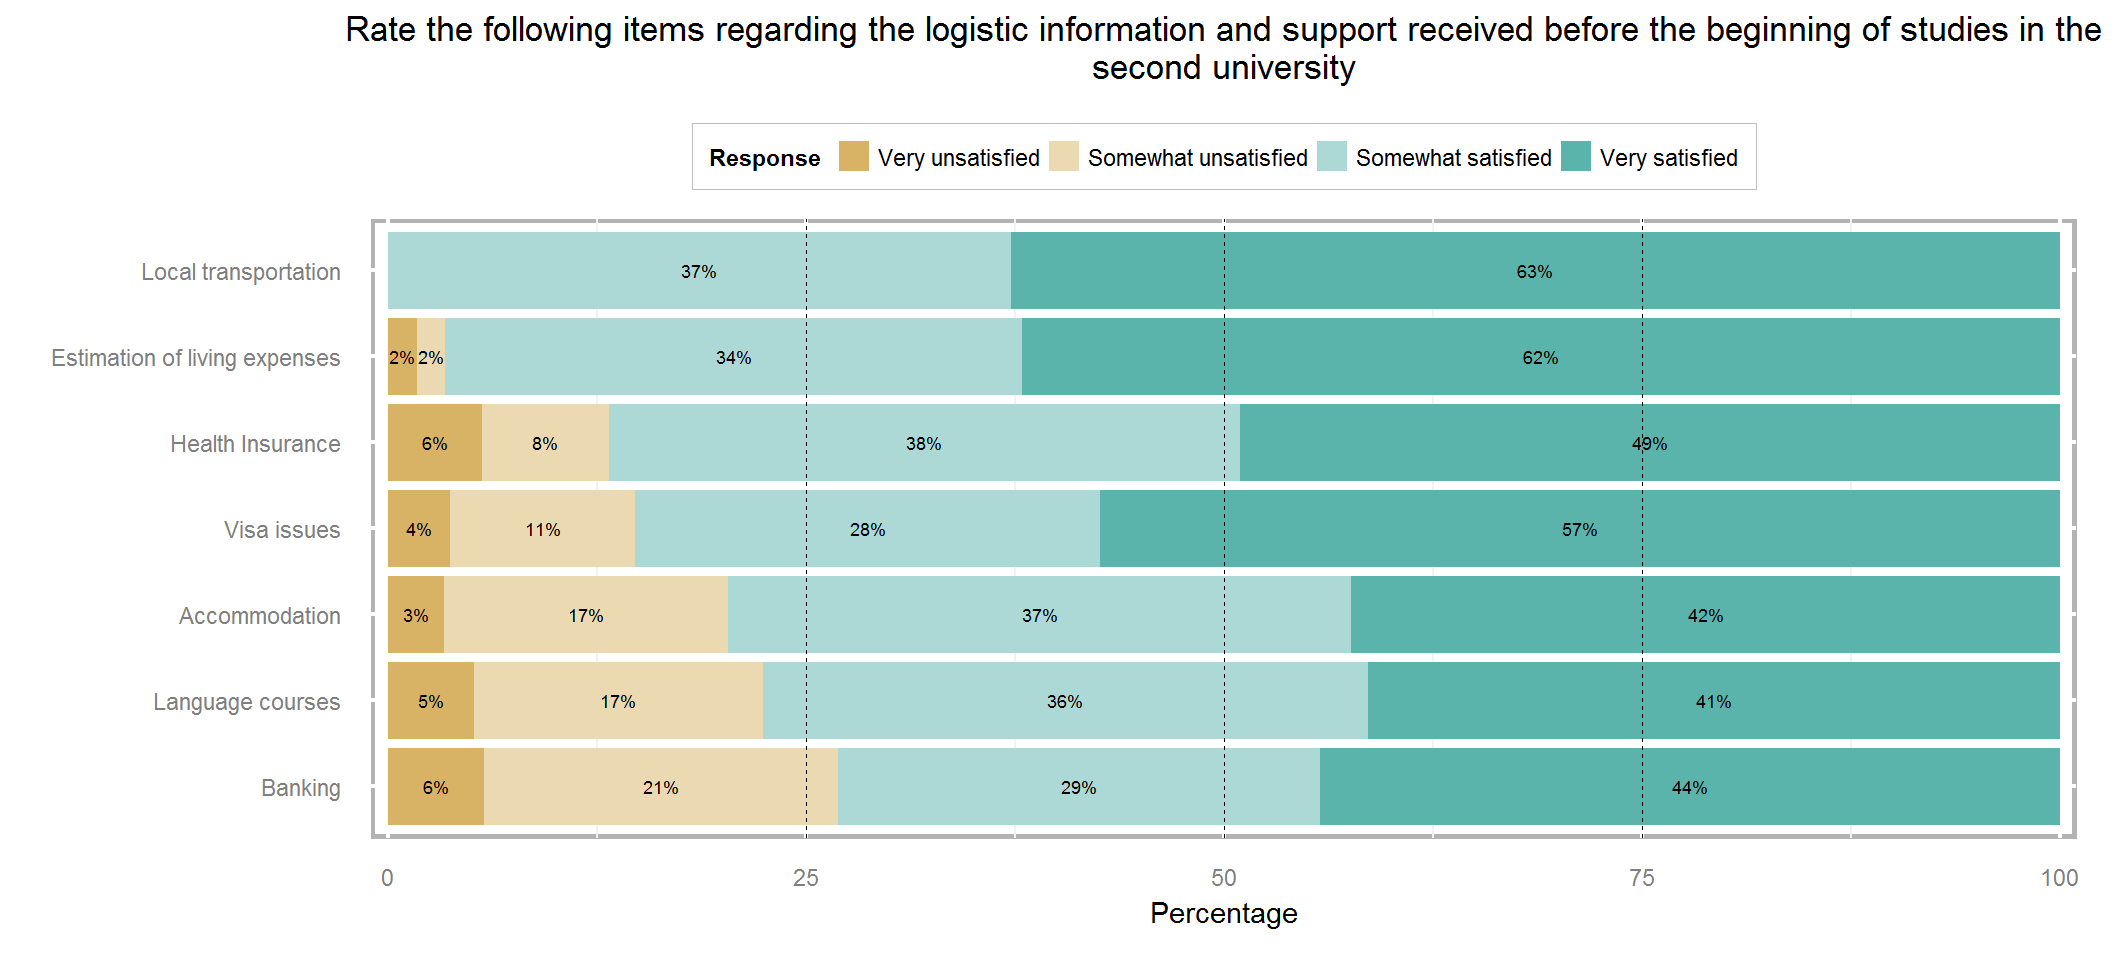 Rate the following items regarding the logistic information and support received before the beginning of studies in the
second university
Response Very unsatisfied Somewhat unsatisfied Somewhat satisfied Very satisfied
Local transportation 37% 63%
Estimation of living expenses 2% 2% 34% 62%
Health Insurance 6% 8% 38% 49%
Visa issues 4% 11% 28% 57%
Accommodation 3% 17% 37% 42%
Language courses 5% 17% 36% 41%
Banking 6% 21% 29% 44%
0 25 50 75 100
Percentage